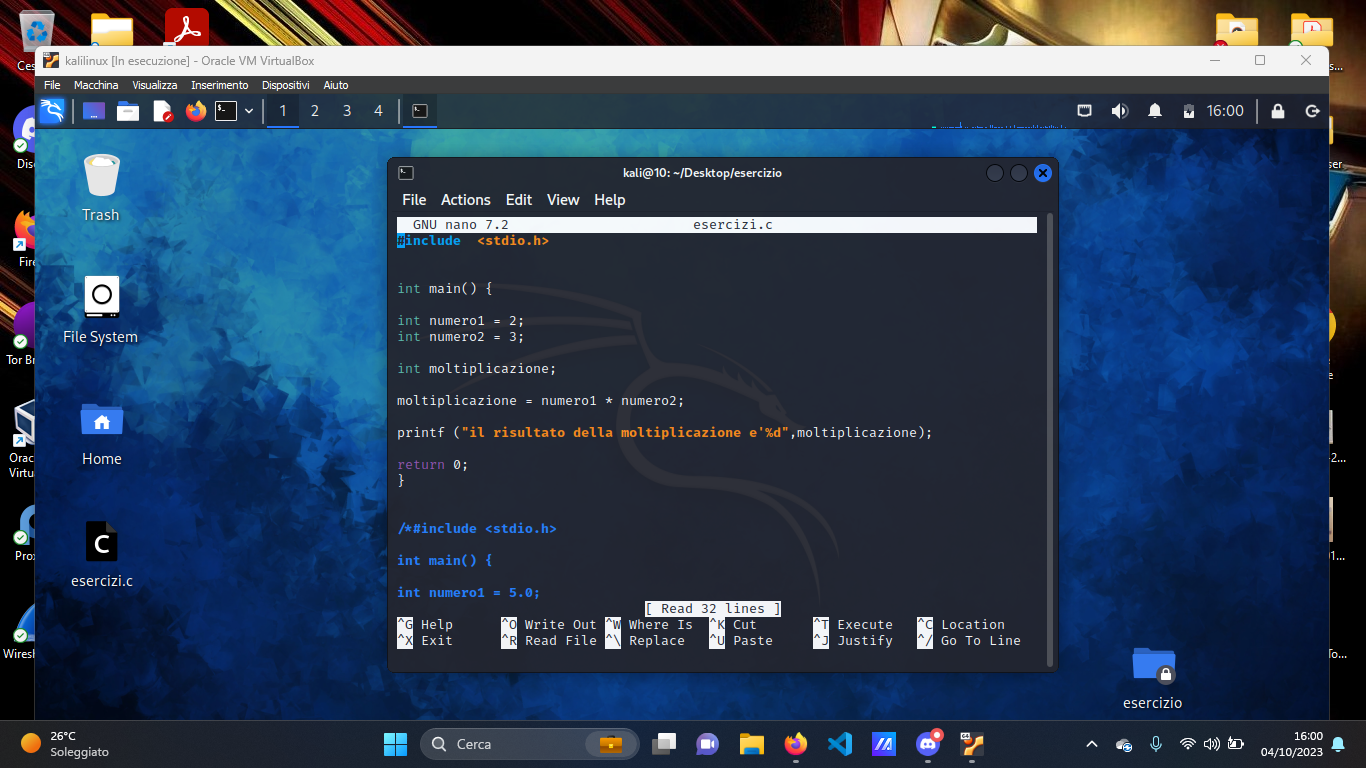 Ces
s...
kalilinux [In esecuzione] - Oracle VM VirtualBox
File Macchina Visualizza Inserimento Dispositivi Aiuto
1 2 3 4
16:00
Disc
ser
Trash
kali@10: ~/Desktop/esercizio
File Actions Edit View Help
GNU nano 7.2 esercizi.c
#include <stdio.h>
int main() {
int numero1 = 2;
int numero2 = 3;
int moltiplicazione;
moltiplicazione = numero1 * numero2;
printf ("il risultato della moltiplicazione e'%d",moltiplicazione);
return 0;
}
/*#include <stdio.h>
int main() {
int numero1 = 5.0;
[ Read 32 lines ]
^G Help ^O Write Out ^W Where Is ^K Cut ^T Execute ^C Location
^X Exit ^R Read File ^\ Replace ^U Paste ^J Justify ^/ Go To Line
Fire
File System
Tor Br
e
Home
Orac
Virtua
-2...
C
esercizi.c
Prox
01...
Wiresh
To...
esercizio
26°C
Soleggiato
Cerca
16:00
04/10/2023